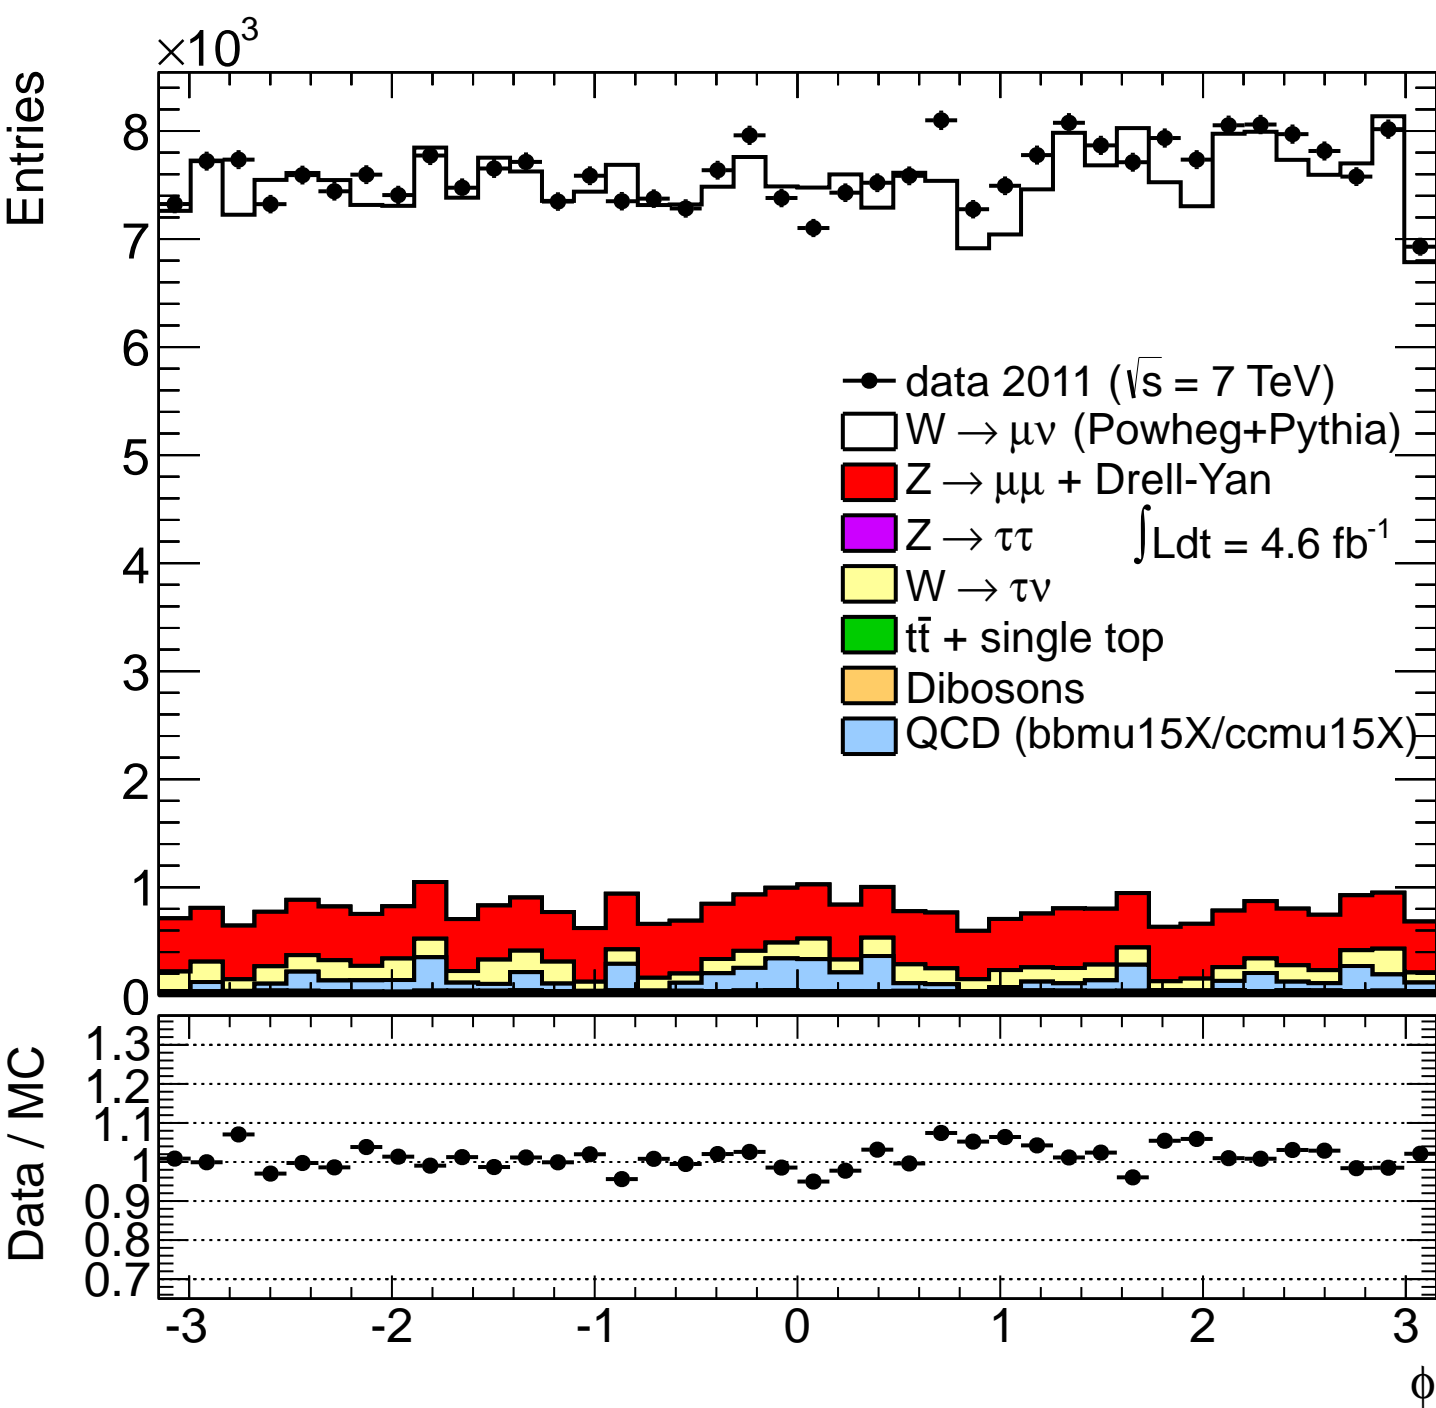 ×10³
Entries
8
7
6
5
4
3
2
1
0
data 2011 (√s = 7 TeV)
W → μν (Powheg+Pythia)
Z → μμ + Drell-Yan
Z → ττ
∫Ldt = 4.6 fb⁻¹
W → τν
tt̄ + single top
Dibosons
QCD (bbmu15X/ccmu15X)
Data / MC
1.3
1.2
1.1
1
0.9
0.8
0.7
-3 -2 -1 0 1 2 3
ϕ